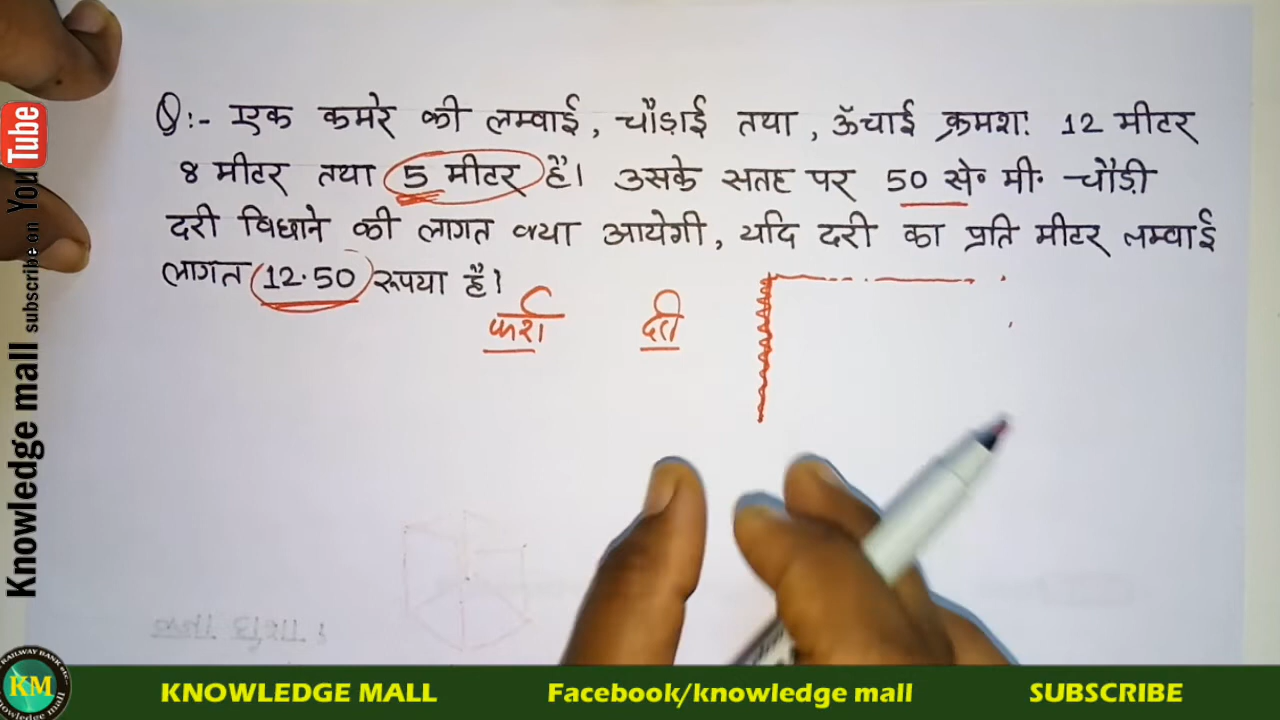 Q:- एक कमरे की लम्वाई, चौड़ाई तथा, ऊँचाई क्रमशः 12 मीटर
8 मीटर तथा 5 मीटर है। उसके सतह पर 50 से॰ मी॰ चौड़ी
दरी विछाने की लागत क्या आयेगी, यदि दरी का प्रति मीटर लम्वाई
लागत 12.50 रूपया है।
फर्श दरी
Knowledge mall subscribe on YouTube
KM
KNOWLEDGE MALL Facebook/knowledge mall SUBSCRIBE